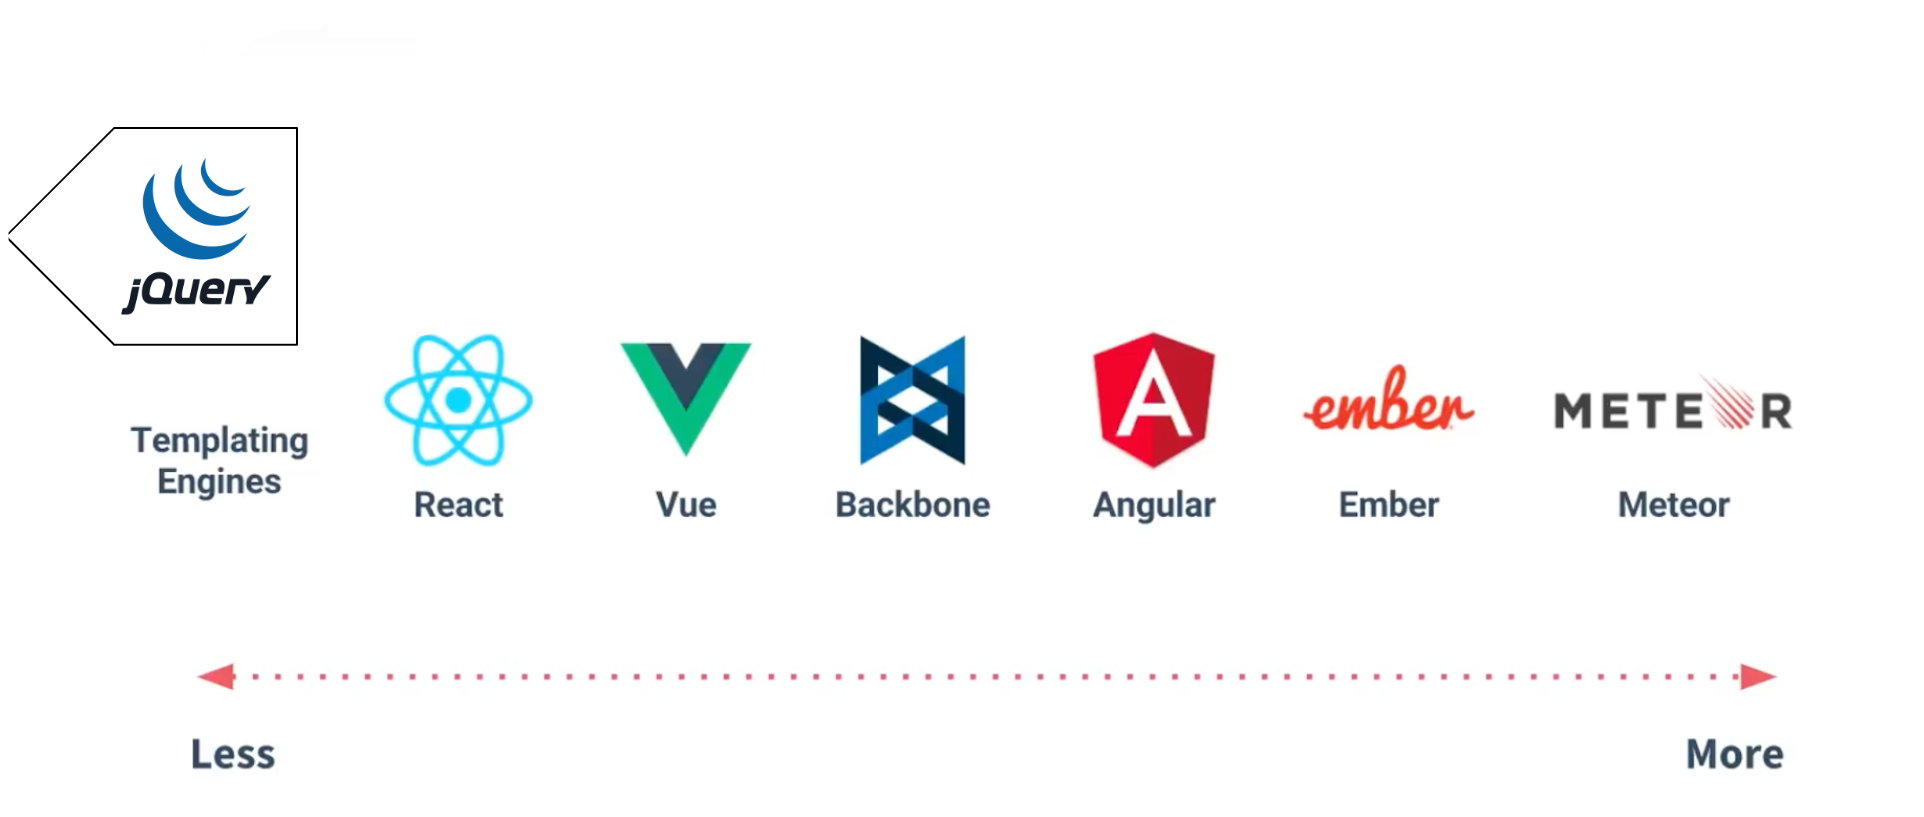 jQuery
Templating
Engines
React
Vue
Backbone
Angular
ember
Ember
METEOR
Meteor
Less
More